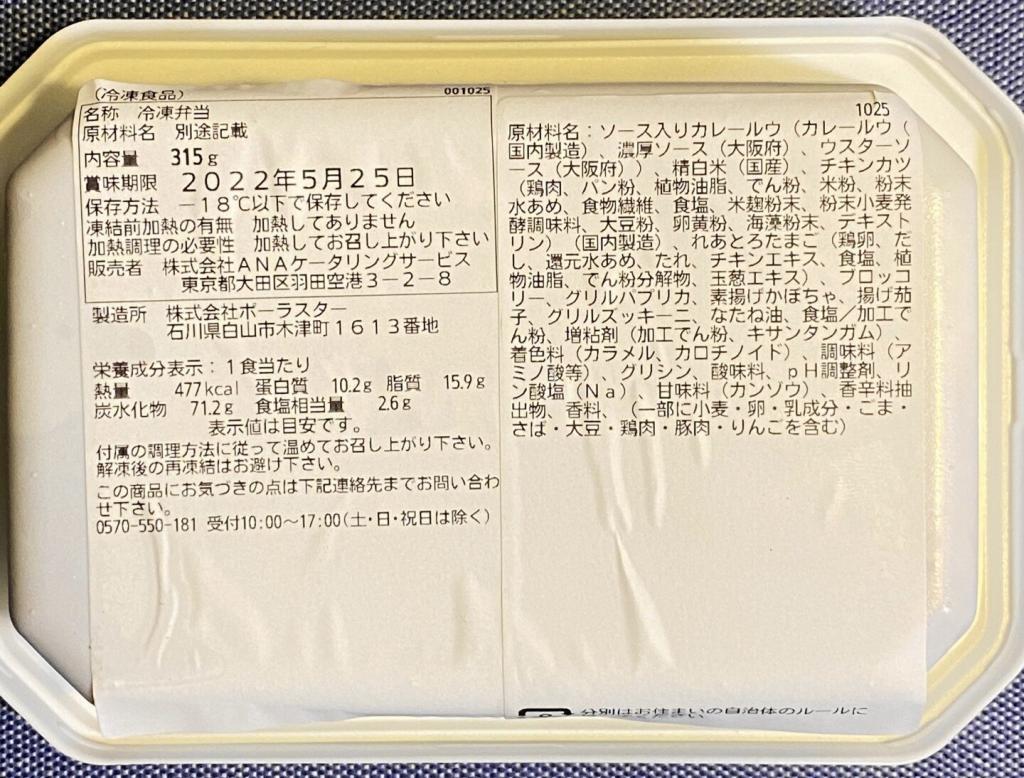 (冷凍食品) 001025
名称 冷凍弁当
原材料名 別途記載
内容量 315g
賞味期限 2022年5月25日
保存方法 −18℃以下で保存してください
凍結前加熱の有無 加熱してありません
加熱調理の必要性 加熱してお召し上がり下さい
販売者 株式会社ANAケータリングサービス
東京都大田区羽田空港3−2−8
製造所 株式会社ポーラスター
石川県白山市木津町1613番地
栄養成分表示：1食当たり
熱量 477kcal 蛋白質 10.2g 脂質 15.9g
炭水化物 71.2g 食塩相当量 2.6g
表示値は目安です。
付属の調理方法に従って温めてお召し上がり下さい。
解凍後の再凍結はお避け下さい。
この商品にお気づきの点は下記連絡先までお問い合わ
せ下さい。
0570-550-181 受付10:00〜17:00(土・日・祝日は除く)
1025
原材料名：ソース入りカレールウ（カレールウ（
国内製造）、濃厚ソース（大阪府）、ウスターソ
ース（大阪府））、精白米（国産）、チキンカツ
（鶏肉、パン粉、植物油脂、でん粉、米粉、粉末
水あめ、食物繊維、食塩、米麹粉末、粉末小麦発
酵調味料、大豆粉、卵黄粉、海藻粉末、デキスト
リン）（国内製造）、れあとろたまご（鶏卵、だ
し、還元水あめ、たれ、チキンエキス、食塩、植
物油脂、でん粉分解物、玉葱エキス）、ブロッコ
リー、グリルパプリカ、素揚げかぼちゃ、揚げ茄
子、グリルズッキーニ、なたね油、食塩／加工で
ん粉、増粘剤（加工でん粉、キサンタンガム）、
着色料（カラメル、カロチノイド）、調味料（ア
ミノ酸等）、グリシン、酸味料、pH調整剤、リ
ン酸塩（Na）、甘味料（カンゾウ）、香辛料抽
出物、香料、（一部に小麦・卵・乳成分・ごま・
さば・大豆・鶏肉・豚肉・りんごを含む）
分別はお住まいの自治体のルールに